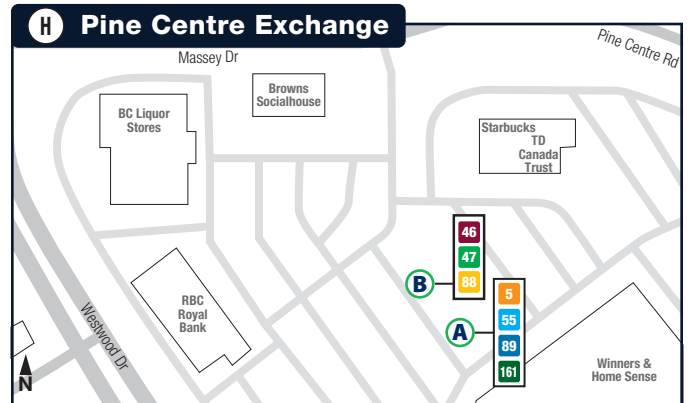 H Pine Centre Exchange
Massey Dr
Pine Centre Rd
Browns
Socialhouse
BC Liquor
Stores
Starbucks
TD
Canada
Trust
46
47
88
B
5
55
89
161
A
RBC
Royal
Bank
Westwood Dr
Winners &
Home Sense
N